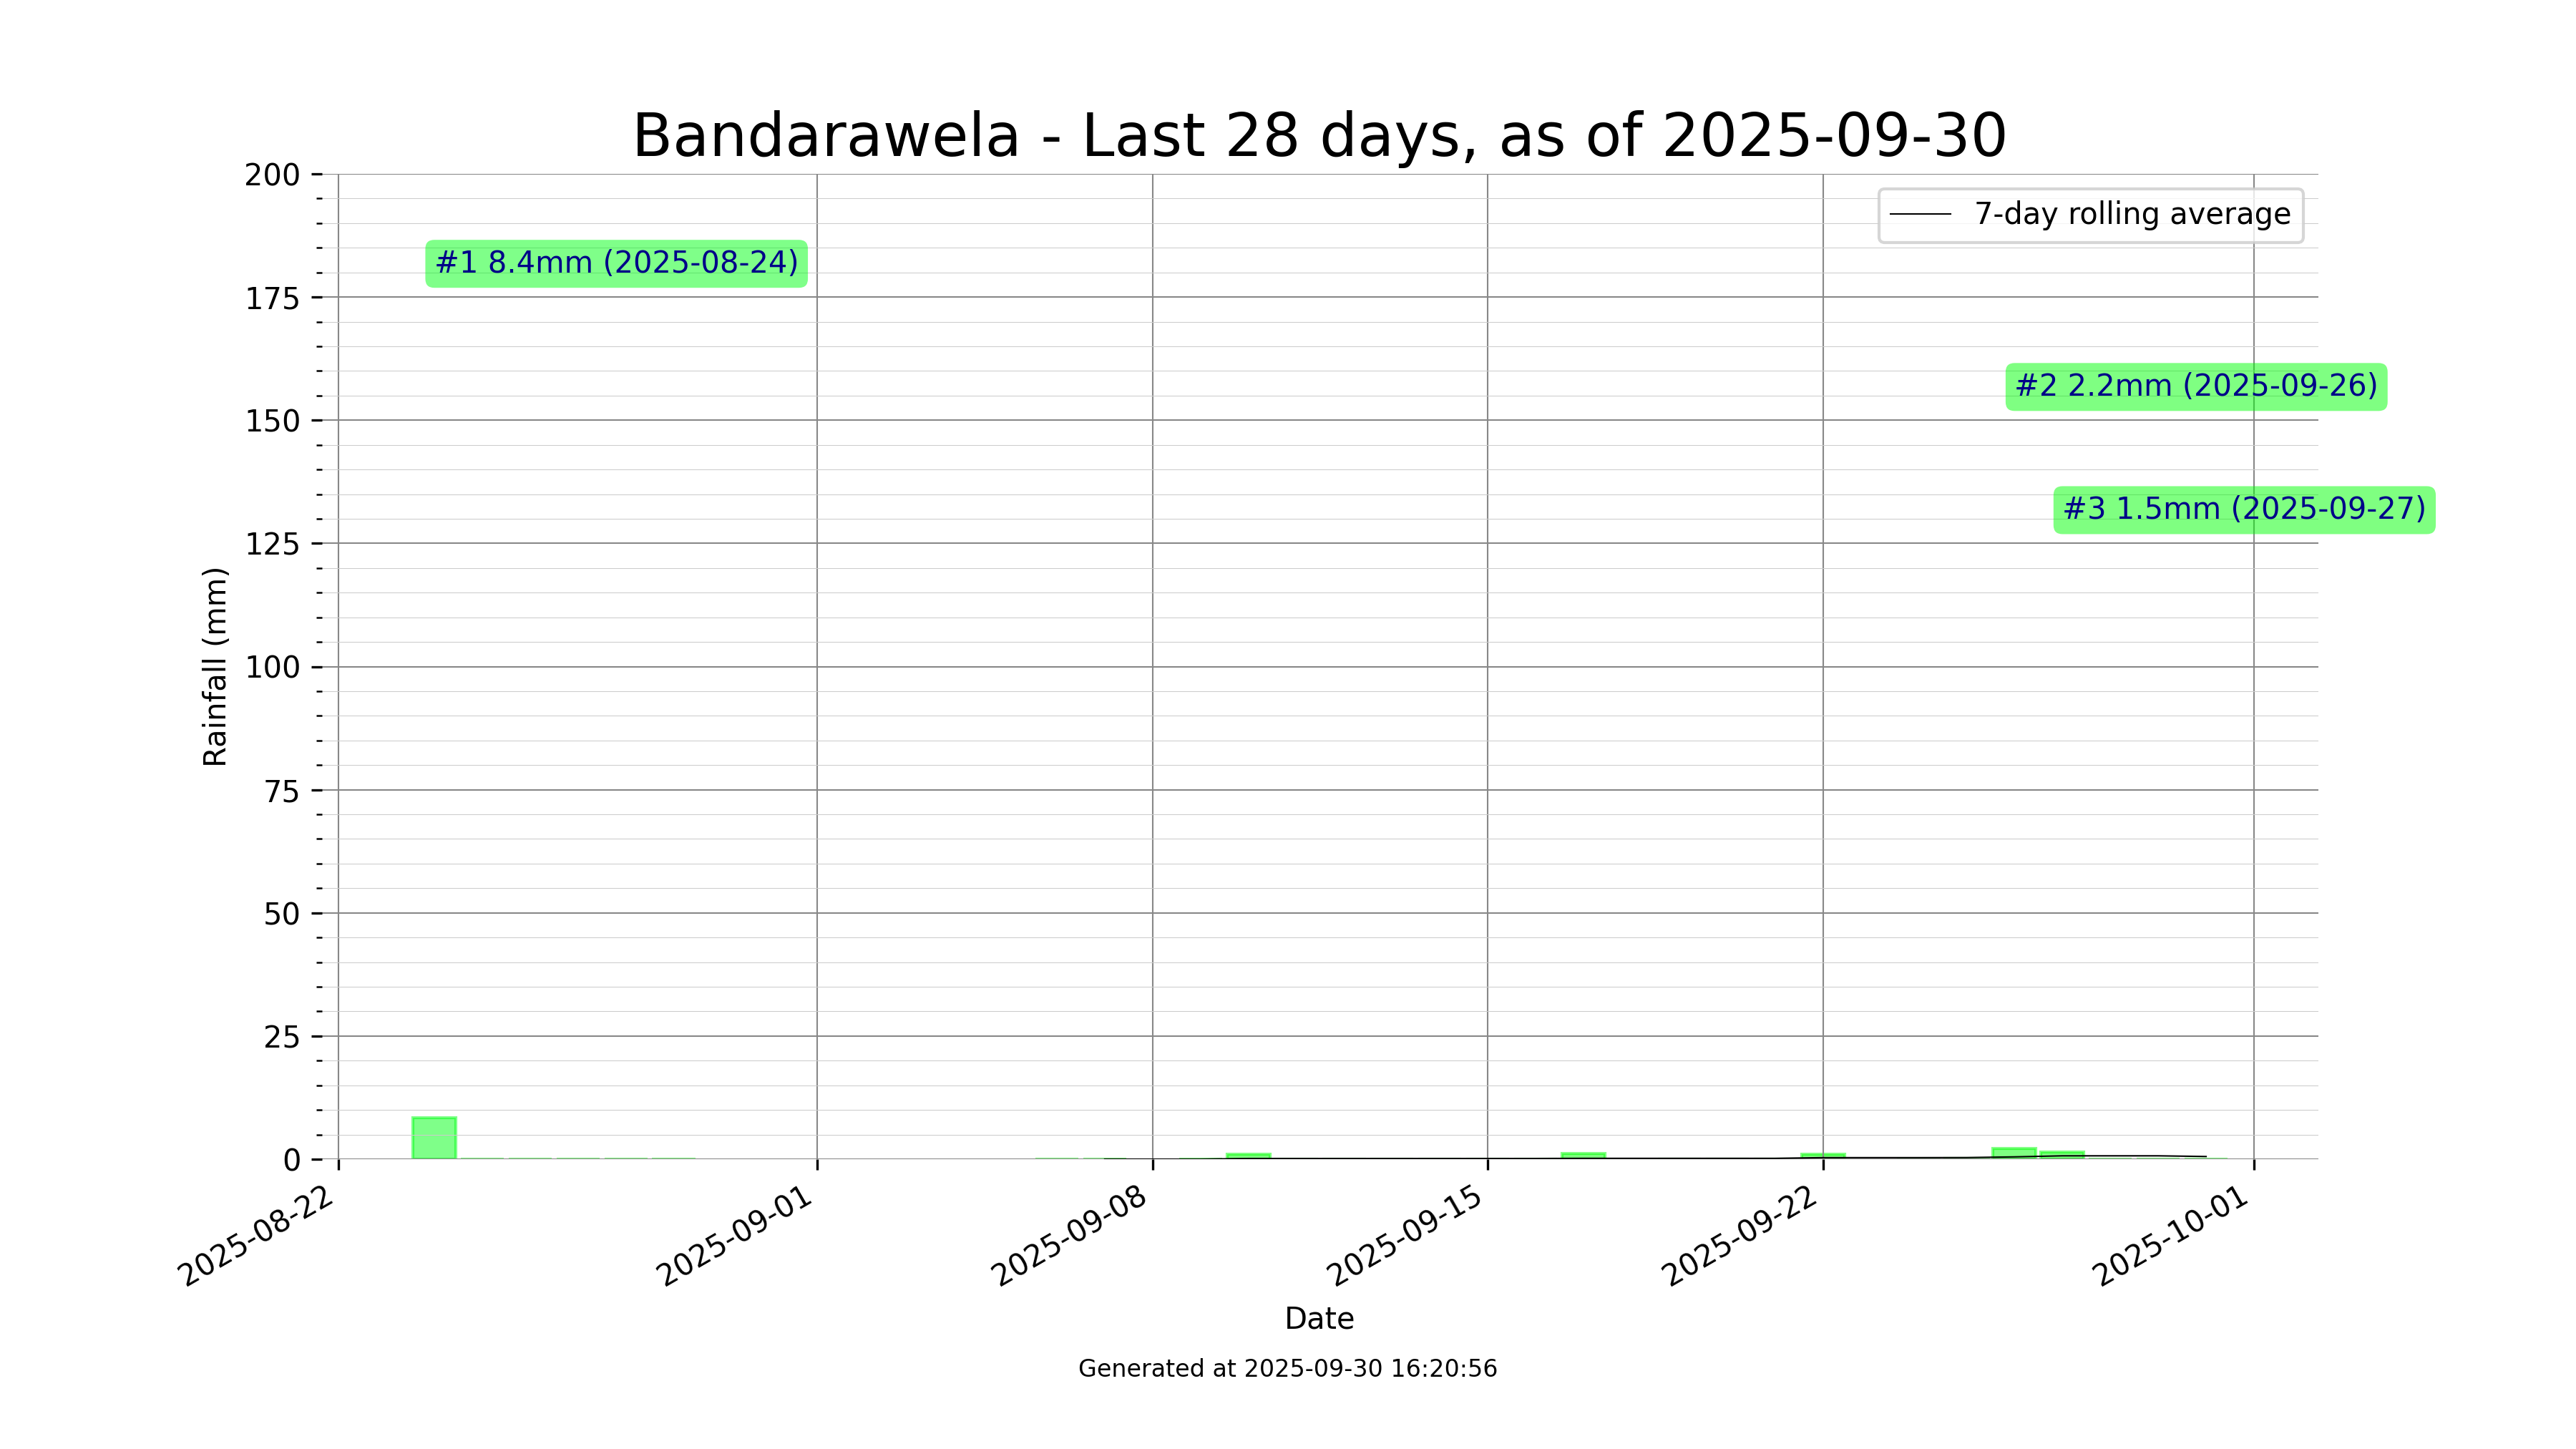 Bandarawela - Last 28 days, as of 2025-09-30
200
175
150
125
100
75
50
25
0
Rainfall (mm)
7-day rolling average
#1 8.4mm (2025-08-24)
#2 2.2mm (2025-09-26)
#3 1.5mm (2025-09-27)
2025-08-22
2025-09-01
2025-09-08
2025-09-15
2025-09-22
2025-10-01
Date
Generated at 2025-09-30 16:20:56